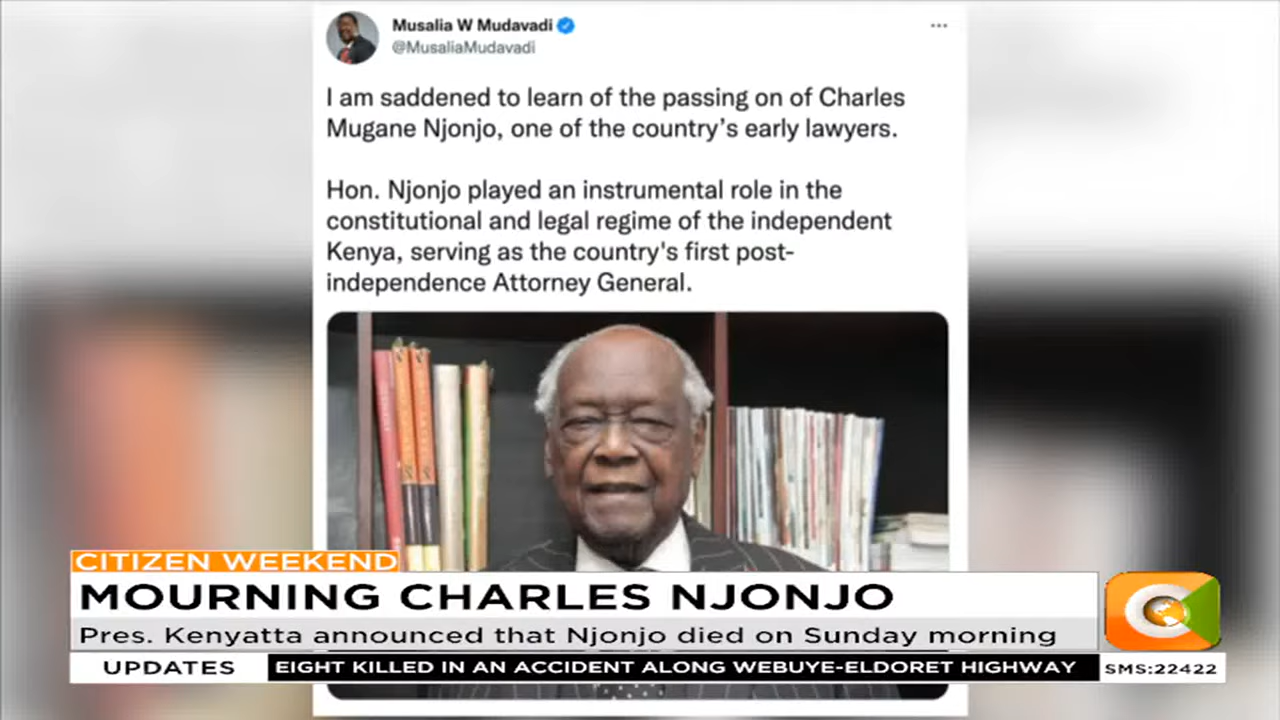 Musalia W Mudavadi
@MusaliaMudavadi
I am saddened to learn of the passing on of Charles
Mugane Njonjo, one of the country's early lawyers.
Hon. Njonjo played an instrumental role in the
constitutional and legal regime of the independent
Kenya, serving as the country's first post-
independence Attorney General.
CITIZEN WEEKEND
MOURNING CHARLES NJONJO
Pres. Kenyatta announced that Njonjo died on Sunday morning
UPDATES EIGHT KILLED IN AN ACCIDENT ALONG WEBUYE-ELDORET HIGHWAY SMS:22422